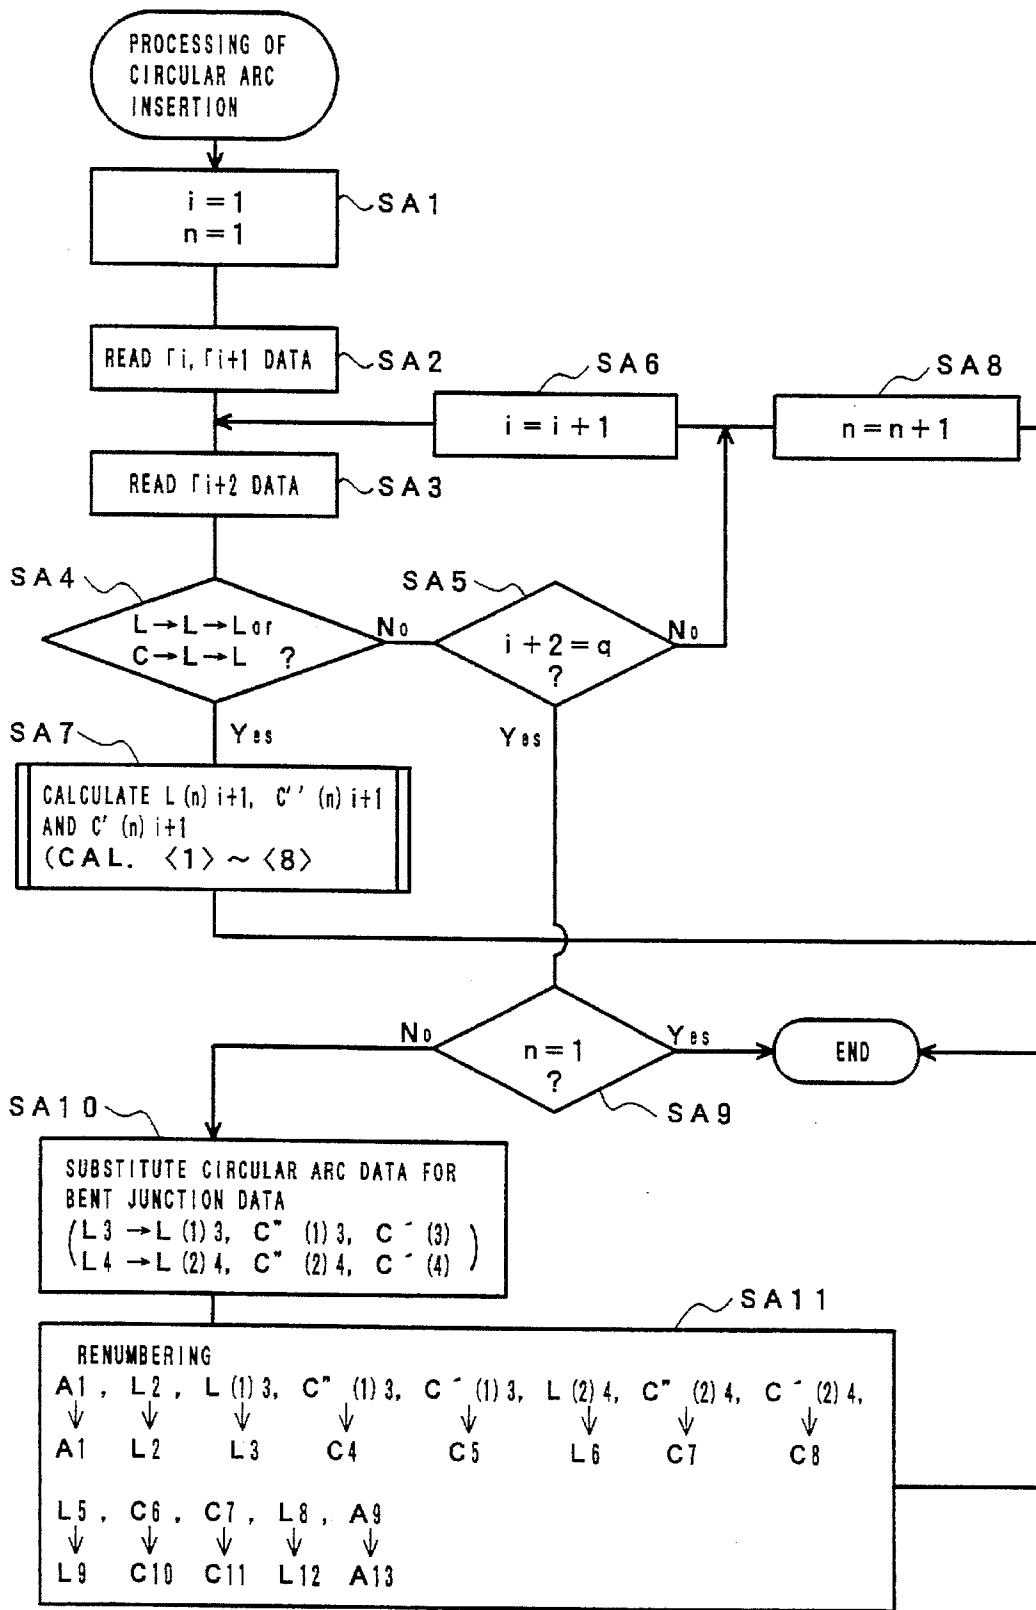 PROCESSING OF
CIRCULAR ARC
INSERTION
i=1
n=1
SA1
READ Γi, Γi+1 DATA
SA2
SA6
i=i+1
SA8
n=n+1
READ Γi+2 DATA
SA3
SA4
L→L→L or
C→L→L ?
No
Yes
SA5
i+2=q
?
No
Yes
SA7
CALCULATE L(n)i+1, C''(n)i+1
AND C'(n)i+1
(CAL. <1>~<8>
n=1
?
No
Yes
SA9
END
SA10
SUBSTITUTE CIRCULAR ARC DATA FOR
BENT JUNCTION DATA
(L3→L(1)3, C"(1)3, C'(3)
L4→L(2)4, C"(2)4, C'(4))
SA11
RENUMBERING
A1, L2, L(1)3, C"(1)3, C'(1)3, L(2)4, C"(2)4, C'(2)4,
↓ ↓ ↓ ↓ ↓ ↓ ↓ ↓
A1 L2 L3 C4 C5 L6 C7 C8
L5, C6, C7, L8, A9
↓ ↓ ↓ ↓ ↓
L9 C10 C11 L12 A13